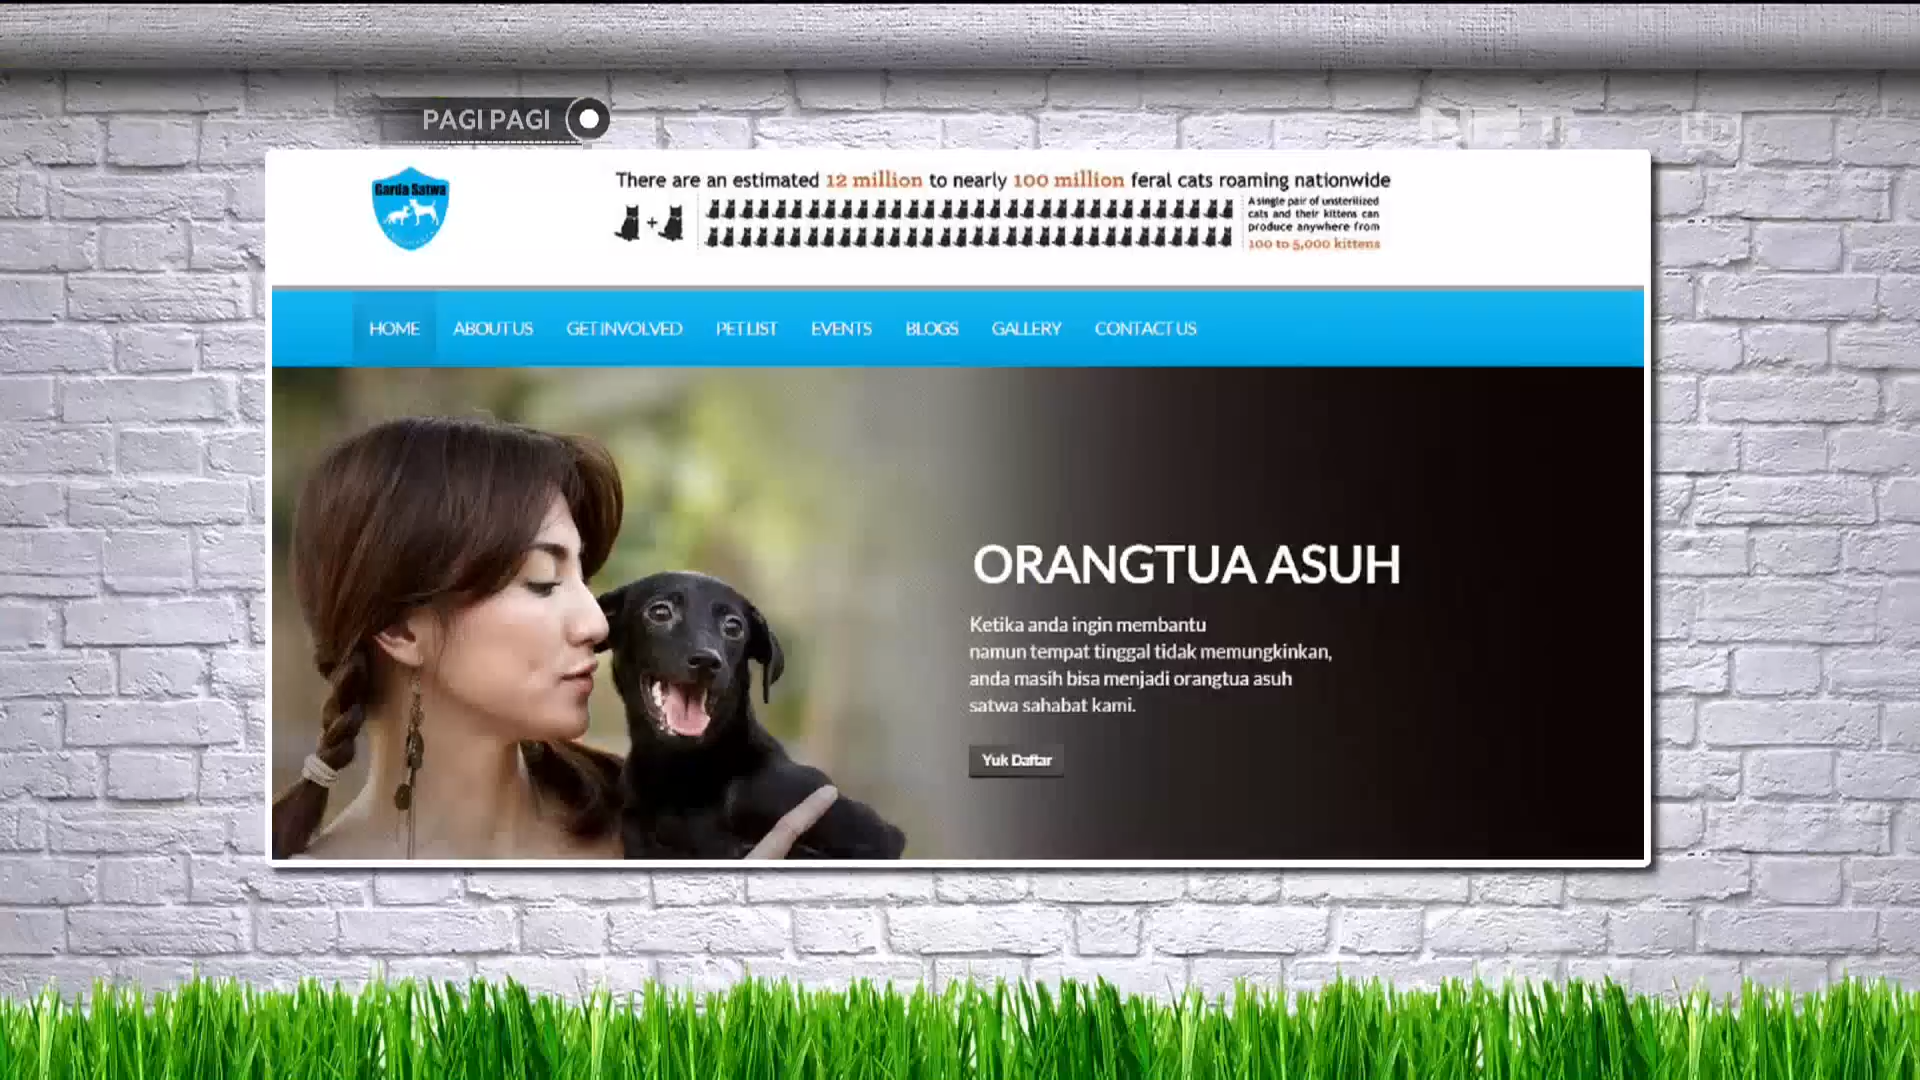 PAGI PAGI
Garda Satwa
There are an estimated 12 million to nearly 100 million feral cats roaming nationwide
+
A single pair of unsterilized
cats and their kittens can
produce anywhere from
100 to 5,000 kittens
HOME ABOUT US GET INVOLVED PET LIST EVENTS BLOGS GALLERY CONTACT US
ORANGTUA ASUH
Ketika anda ingin membantu
namun tempat tinggal tidak memungkinkan,
anda masih bisa menjadi orangtua asuh
satwa sahabat kami.
Yuk Daftar